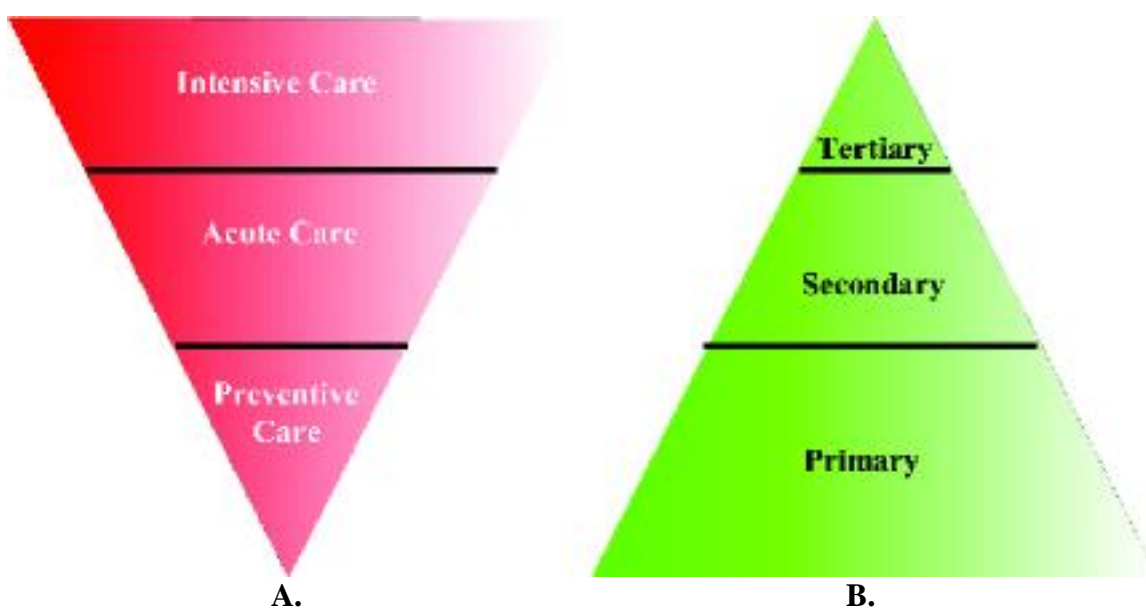 Intensive Care
Acute Care
Preventive
Care
A.
Tertiary
Secondary
Primary
B.